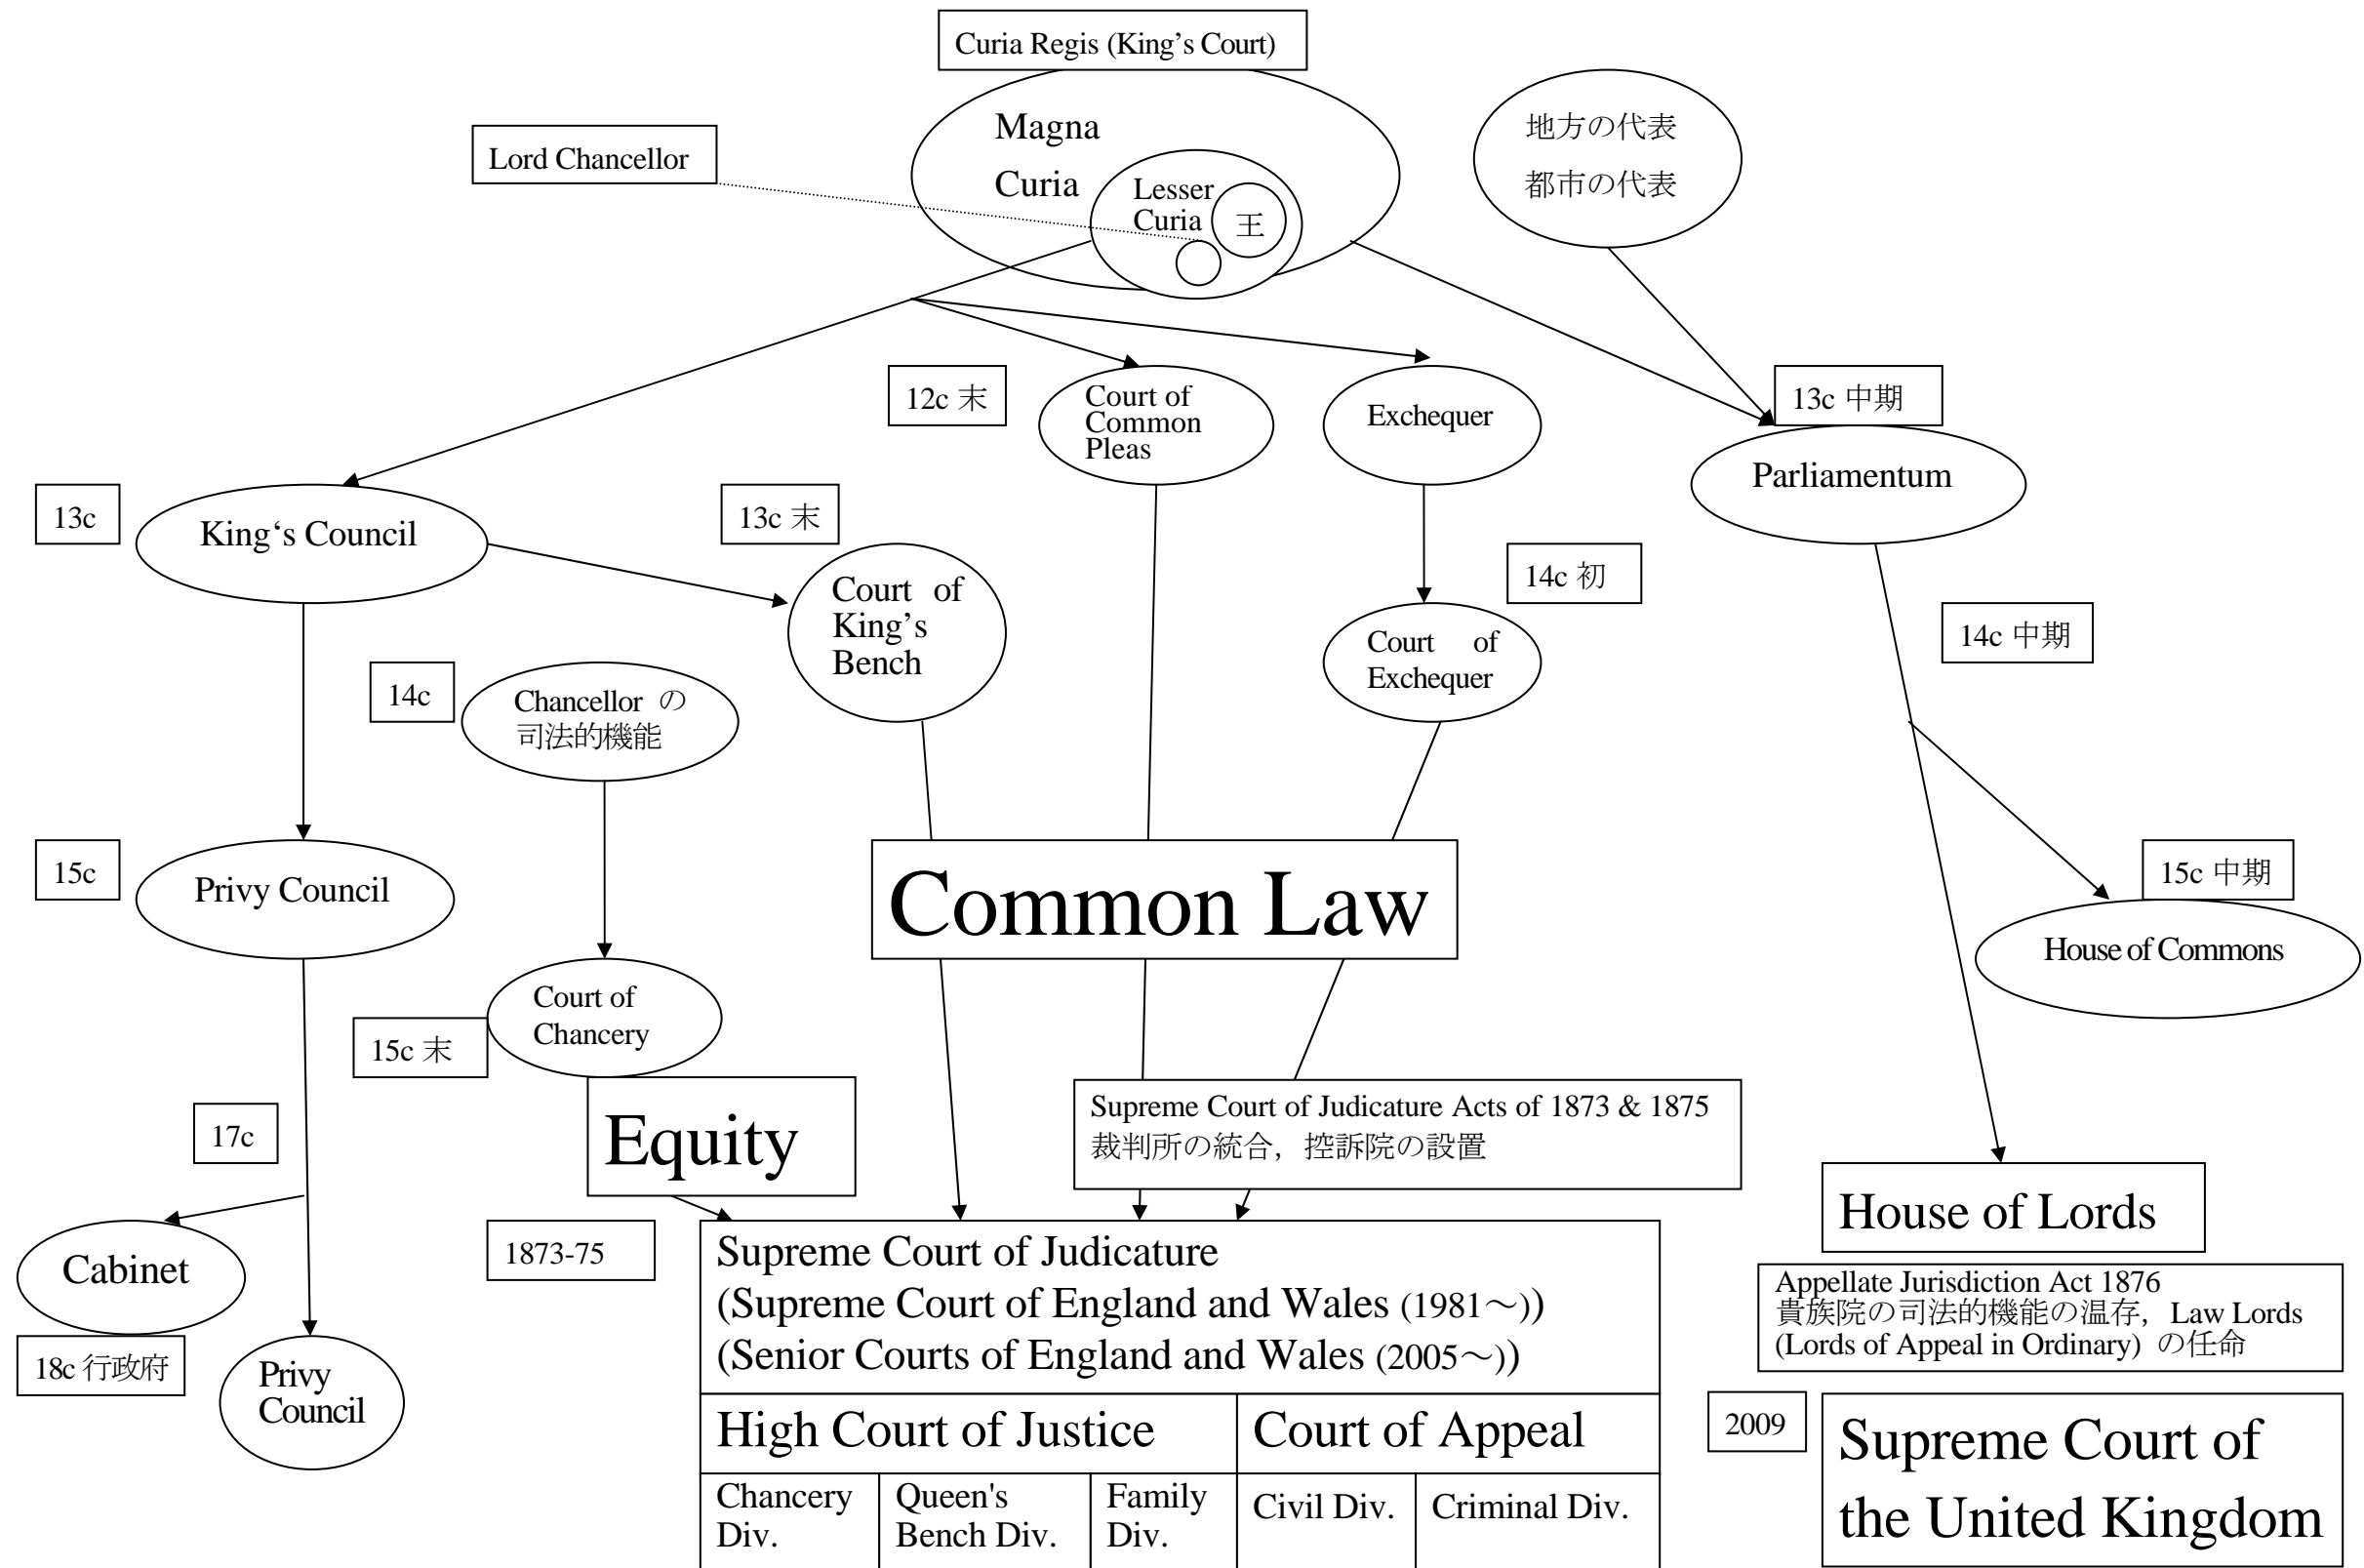 Curia Regis (King’s Court)
Magna
Curia
Lesser
Curia
王
Lord Chancellor
地方の代表
都市の代表
12c 末
Court of
Common
Pleas
Exchequer
13c 中期
Parliamentum
13c
King‘s Council
13c 末
Court of
King’s
Bench
14c 初
Court of
Exchequer
14c 中期
14c
Chancellor の
司法的機能
15c
Privy Council
Common Law
15c 中期
House of Commons
Court of
Chancery
15c 末
Equity
17c
Supreme Court of Judicature Acts of 1873 & 1875
裁判所の統合，控訴院の設置
Cabinet
18c 行政府
Privy
Council
1873-75
Supreme Court of Judicature
(Supreme Court of England and Wales (1981～))
(Senior Courts of England and Wales (2005～))
High Court of Justice
Court of Appeal
Chancery
Div.
Queen's
Bench Div.
Family
Div.
Civil Div.
Criminal Div.
House of Lords
Appellate Jurisdiction Act 1876
貴族院の司法的機能の温存，Law Lords
(Lords of Appeal in Ordinary) の任命
2009
Supreme Court of
the United Kingdom